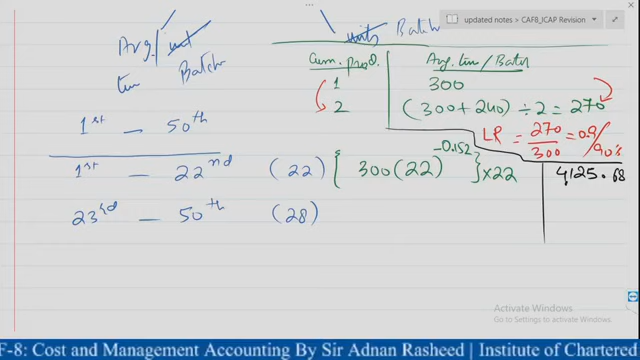 updated notes > CAF8_ICAP Revision
Avg./ unit
tim Batch
units Batch
Cum. prod. Avg. tim/Batch
1 300
2 (300+240) ÷ 2 = 270
LR = 270/300 = 0.9/90%
1st — 50th
1st — 22nd (22) { 300(22)^-0.152 } ×22 4125.68
23rd — 50th (28)
Activate Windows
Go to Settings to activate Windows.
F-8: Cost and Management Accounting By Sir Adnan Rasheed | Institute of Chartered